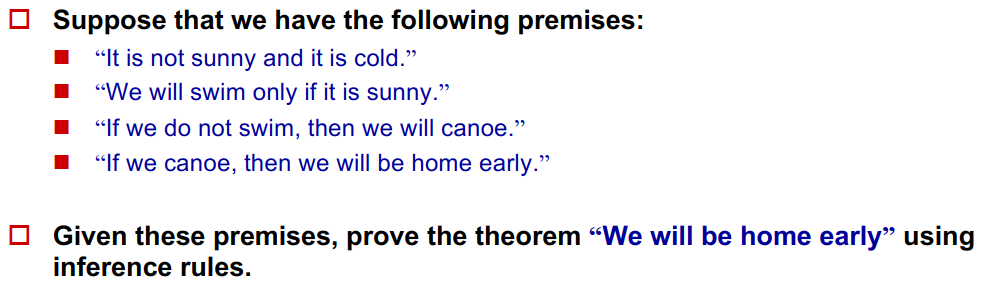 Suppose that we have the following premises:
“It is not sunny and it is cold.”
“We will swim only if it is sunny.”
“If we do not swim, then we will canoe.”
“If we canoe, then we will be home early.”
Given these premises, prove the theorem “We will be home early” using
inference rules.